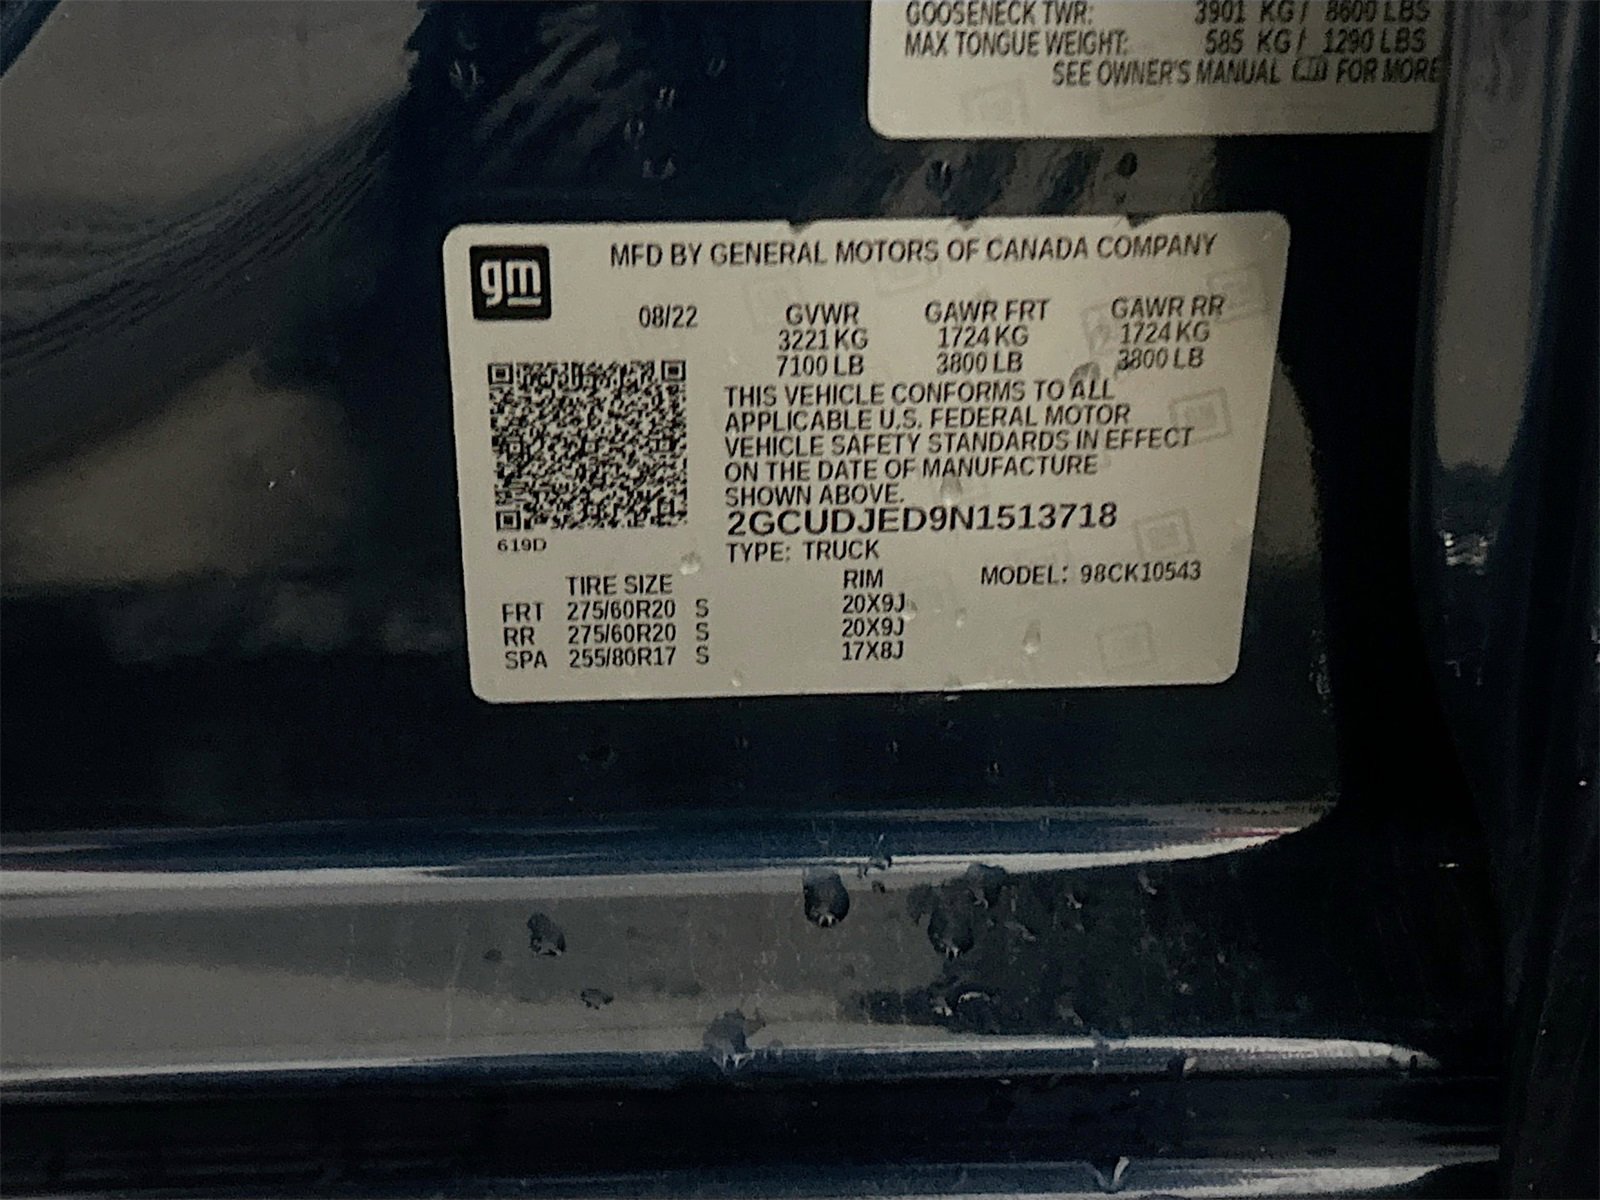 GOOSENECK TWR: 3901 KG / 8600 LBS
MAX TONGUE WEIGHT: 585 KG / 1290 LBS
SEE OWNER'S MANUAL FOR MORE
gm
MFD BY GENERAL MOTORS OF CANADA COMPANY
08/22 GVWR GAWR FRT GAWR RR
3221 KG 1724 KG 1724 KG
7100 LB 3800 LB 3800 LB
THIS VEHICLE CONFORMS TO ALL
APPLICABLE U.S. FEDERAL MOTOR
VEHICLE SAFETY STANDARDS IN EFFECT
ON THE DATE OF MANUFACTURE
SHOWN ABOVE.
2GCUDJED9N1513718
619D
TYPE: TRUCK
TIRE SIZE RIM MODEL: 98CK10543
FRT 275/60R20 S 20X9J
RR 275/60R20 S 20X9J
SPA 255/80R17 S 17X8J